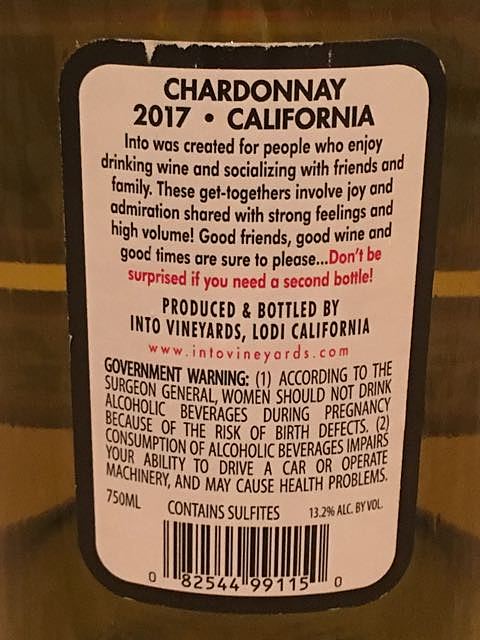 CHARDONNAY
2017 • CALIFORNIA
Into was created for people who enjoy
drinking wine and socializing with friends and
family. These get-togethers involve joy and
admiration shared with strong feelings and
high volume! Good friends, good wine and
good times are sure to please...Don't be
surprised if you need a second bottle!
PRODUCED & BOTTLED BY
INTO VINEYARDS, LODI CALIFORNIA
www.intovineyards.com
GOVERNMENT WARNING: (1) ACCORDING TO THE
SURGEON GENERAL, WOMEN SHOULD NOT DRINK
ALCOHOLIC BEVERAGES DURING PREGNANCY
BECAUSE OF THE RISK OF BIRTH DEFECTS. (2)
CONSUMPTION OF ALCOHOLIC BEVERAGES IMPAIRS
YOUR ABILITY TO DRIVE A CAR OR OPERATE
MACHINERY, AND MAY CAUSE HEALTH PROBLEMS.
750ML CONTAINS SULFITES 13.2% ALC. BY VOL.
0 82544 99115 0